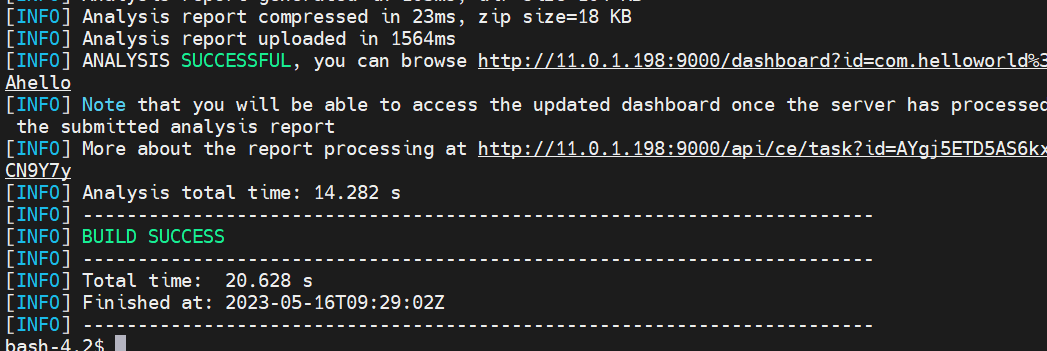 [INFO] Analysis report compressed in 23ms, zip size=18 KB
[INFO] Analysis report uploaded in 1564ms
[INFO] ANALYSIS SUCCESSFUL, you can browse http://11.0.1.198:9000/dashboard?id=com.helloworld%3
Ahello
[INFO] Note that you will be able to access the updated dashboard once the server has processed
the submitted analysis report
[INFO] More about the report processing at http://11.0.1.198:9000/api/ce/task?id=AYgj5ETD5AS6kx
CN9Y7y
[INFO] Analysis total time: 14.282 s
[INFO] ------------------------------------------------------------------------
[INFO] BUILD SUCCESS
[INFO] ------------------------------------------------------------------------
[INFO] Total time:  20.628 s
[INFO] Finished at: 2023-05-16T09:29:02Z
[INFO] ------------------------------------------------------------------------
bash-4.2$